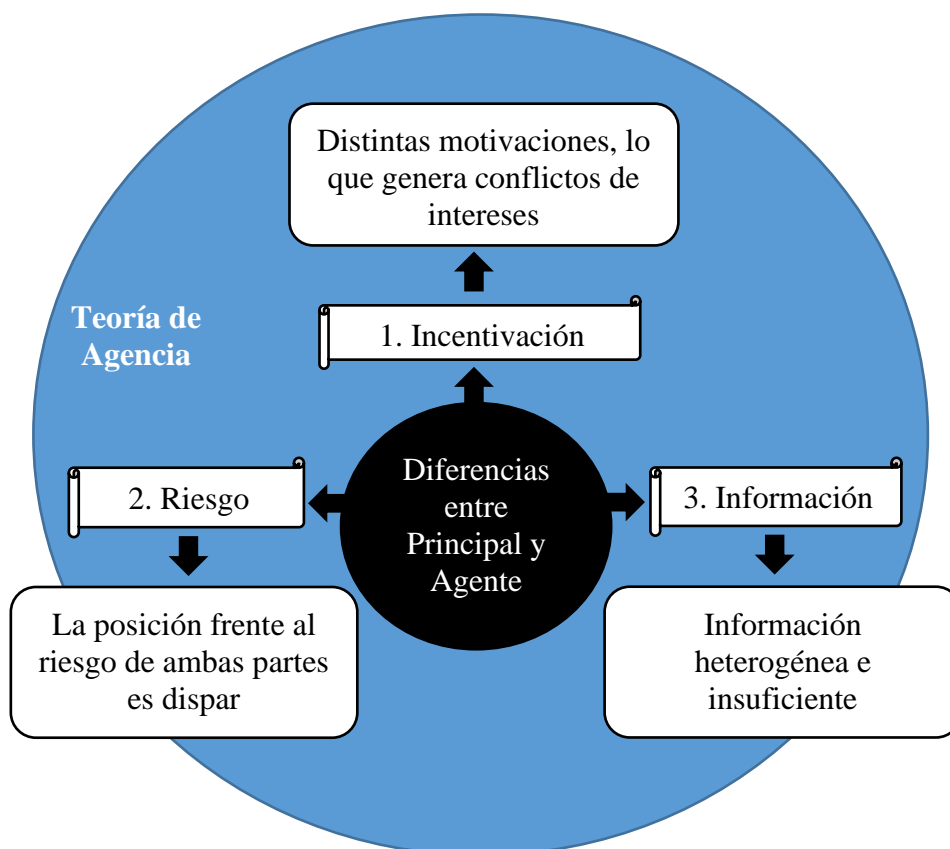 Distintas motivaciones, lo
que genera conflictos de
intereses
1. Incentivación
Teoría de
Agencia
Diferencias
entre
Principal y
Agente
2. Riesgo
La posición frente al
riesgo de ambas partes
es dispar
3. Información
Información
heterogénea e
insuficiente